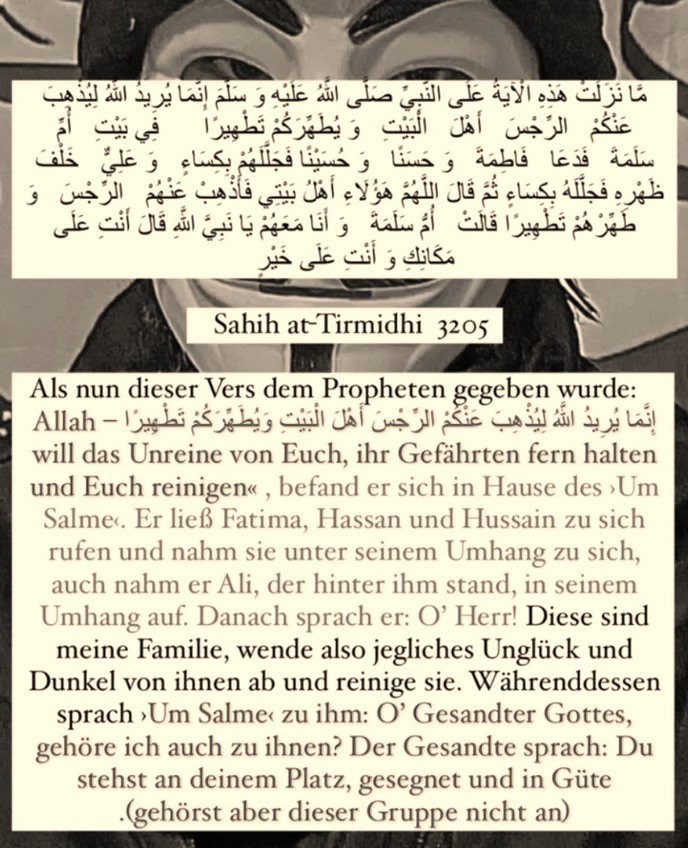 مَّا نَزَلَتْ هَذِهِ الْآيَةُ عَلَى النَّبِيِّ صَلَّى اللَّهُ عَلَيْهِ وَ سَلَّمَ إِنَّمَا يُرِيدُ اللَّهُ لِيُذْهِبَ
عَنْكُمْ الرِّجْسَ أَهْلَ الْبَيْتِ وَ يُطَهِّرَكُمْ تَطْهِيرًا فِي بَيْتِ أُمِّ
سَلَمَةَ فَدَعَا فَاطِمَةَ وَ حَسَنًا وَ حُسَيْنًا فَجَلَّلَهُمْ بِكِسَاءٍ وَ عَلِيٌّ خَلْفَ
ظَهْرِهِ فَجَلَّلَهُ بِكِسَاءٍ ثُمَّ قَالَ اللَّهُمَّ هَؤُلَاءِ أَهْلُ بَيْتِي فَأَذْهِبْ عَنْهُمْ الرِّجْسَ وَ
طَهِّرْهُمْ تَطْهِيرًا قَالَتْ أُمُّ سَلَمَةَ وَ أَنَا مَعَهُمْ يَا نَبِيَّ اللَّهِ قَالَ أَنْتِ عَلَى
مَكَانِكِ وَ أَنْتِ عَلَى خَيْرٍ
Sahih at-Tirmidhi 3205
Als nun dieser Vers dem Propheten gegeben wurde:
إِنَّمَا يُرِيدُ اللَّهُ لِيُذْهِبَ عَنْكُمْ الرِّجْسَ أَهْلَ الْبَيْتِ وَيُطَهِّرَكُمْ تَطْهِيرًا – Allah
will das Unreine von Euch, ihr Gefährten fern halten
und Euch reinigen« , befand er sich in Hause des ›Um
Salme‹. Er ließ Fatima, Hassan und Hussain zu sich
rufen und nahm sie unter seinem Umhang zu sich,
auch nahm er Ali, der hinter ihm stand, in seinem
Umhang auf. Danach sprach er: O’ Herr! Diese sind
meine Familie, wende also jegliches Unglück und
Dunkel von ihnen ab und reinige sie. Währenddessen
sprach ›Um Salme‹ zu ihm: O’ Gesandter Gottes,
gehöre ich auch zu ihnen? Der Gesandte sprach: Du
stehst an deinem Platz, gesegnet und in Güte
.(gehörst aber dieser Gruppe nicht an)